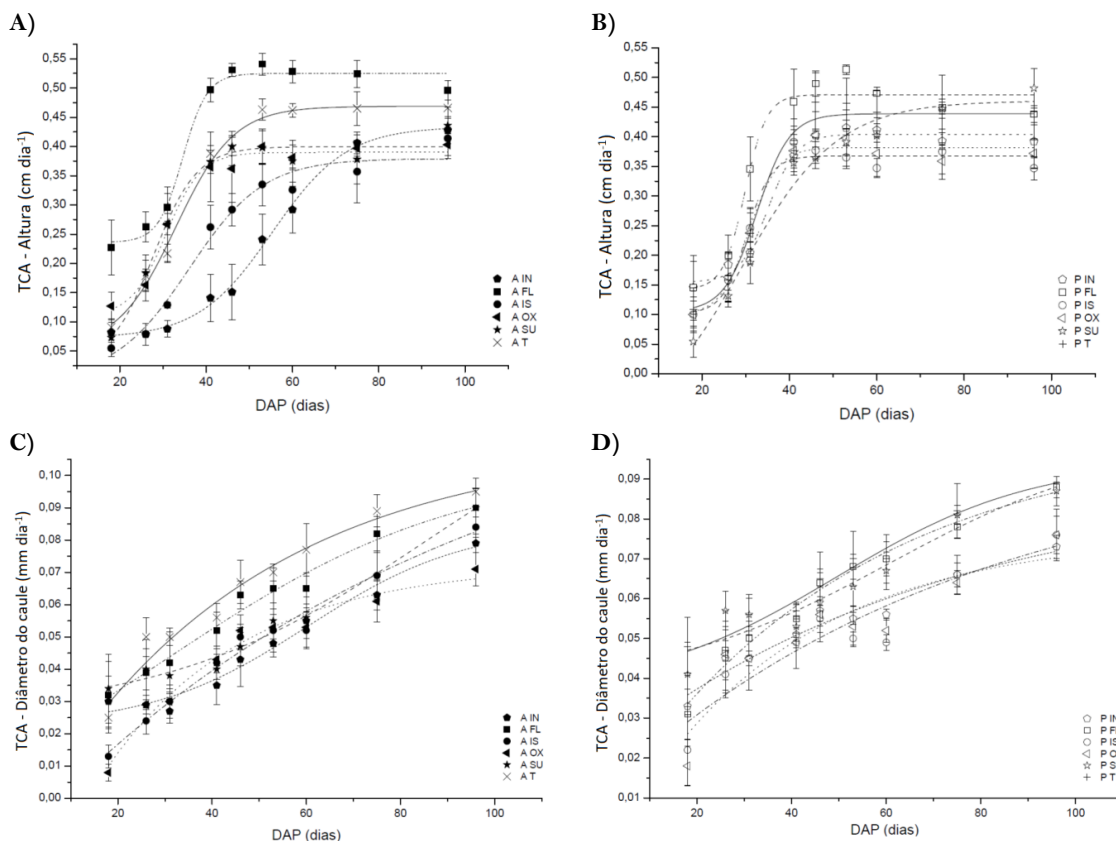 A)
TCA - Altura (cm dia-1)
0,55
0,50
0,45
0,40
0,35
0,30
0,25
0,20
0,15
0,10
0,05
20
40
60
80
100
DAP (dias)
A IN
A FL
A IS
A OX
A SU
A T
B)
TCA - Altura (cm dia-1)
0,55
0,50
0,45
0,40
0,35
0,30
0,25
0,20
0,15
0,10
0,05
0,00
20
40
60
80
100
DAP (dias)
P IN
P FL
P IS
P OX
P SU
P T
C)
TCA - Diâmetro do caule (mm dia-1)
0,10
0,09
0,08
0,07
0,06
0,05
0,04
0,03
0,02
0,01
0,00
20
40
60
80
100
DAP (dias)
A IN
A FL
A IS
A OX
A SU
A T
D)
TCA - Diâmetro do caule (mm dia-1)
0,09
0,08
0,07
0,06
0,05
0,04
0,03
0,02
0,01
20
40
60
80
100
DAP (dias)
P IN
P FL
P IS
P O
P S
P T